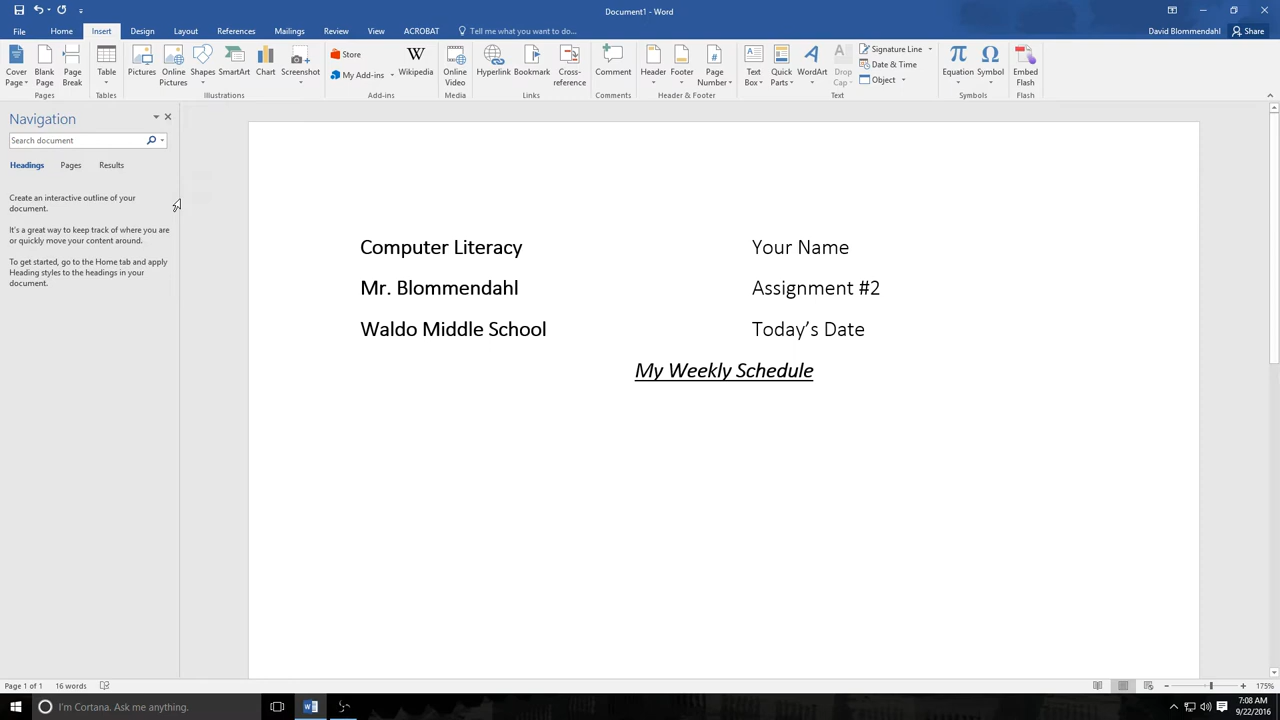 Document1 - Word
David Blommendahl
Share
File
Home
Insert
Design
Layout
References
Mailings
Review
View
ACROBAT
Tell me what you want to do...
Cover Page
Blank Page
Page Break
Table
Pictures
Online Pictures
Shapes
SmartArt
Chart
Screenshot
Store
My Add-ins
W
Wikipedia
Online Video
Hyperlink
Bookmark
Cross-reference
Comment
Header
Footer
Page Number
Text Box
Quick Parts
WordArt
Drop Cap
Signature Line
Date & Time
Object
Equation
Symbol
Embed Flash
Pages
Tables
Illustrations
Add-ins
Media
Links
Comments
Header & Footer
Text
Symbols
Flash
Navigation
Search document
Headings
Pages
Results
Create an interactive outline of your
document.
It's a great way to keep track of where you are
or quickly move your content around.
To get started, go to the Home tab and apply
Heading styles to the headings in your
document.
Computer Literacy Your Name
Mr. Blommendahl Assignment #2
Waldo Middle School Today’s Date
My Weekly Schedule
Page 1 of 1 16 words
175%
I'm Cortana. Ask me anything.
7:08 AM
9/22/2016